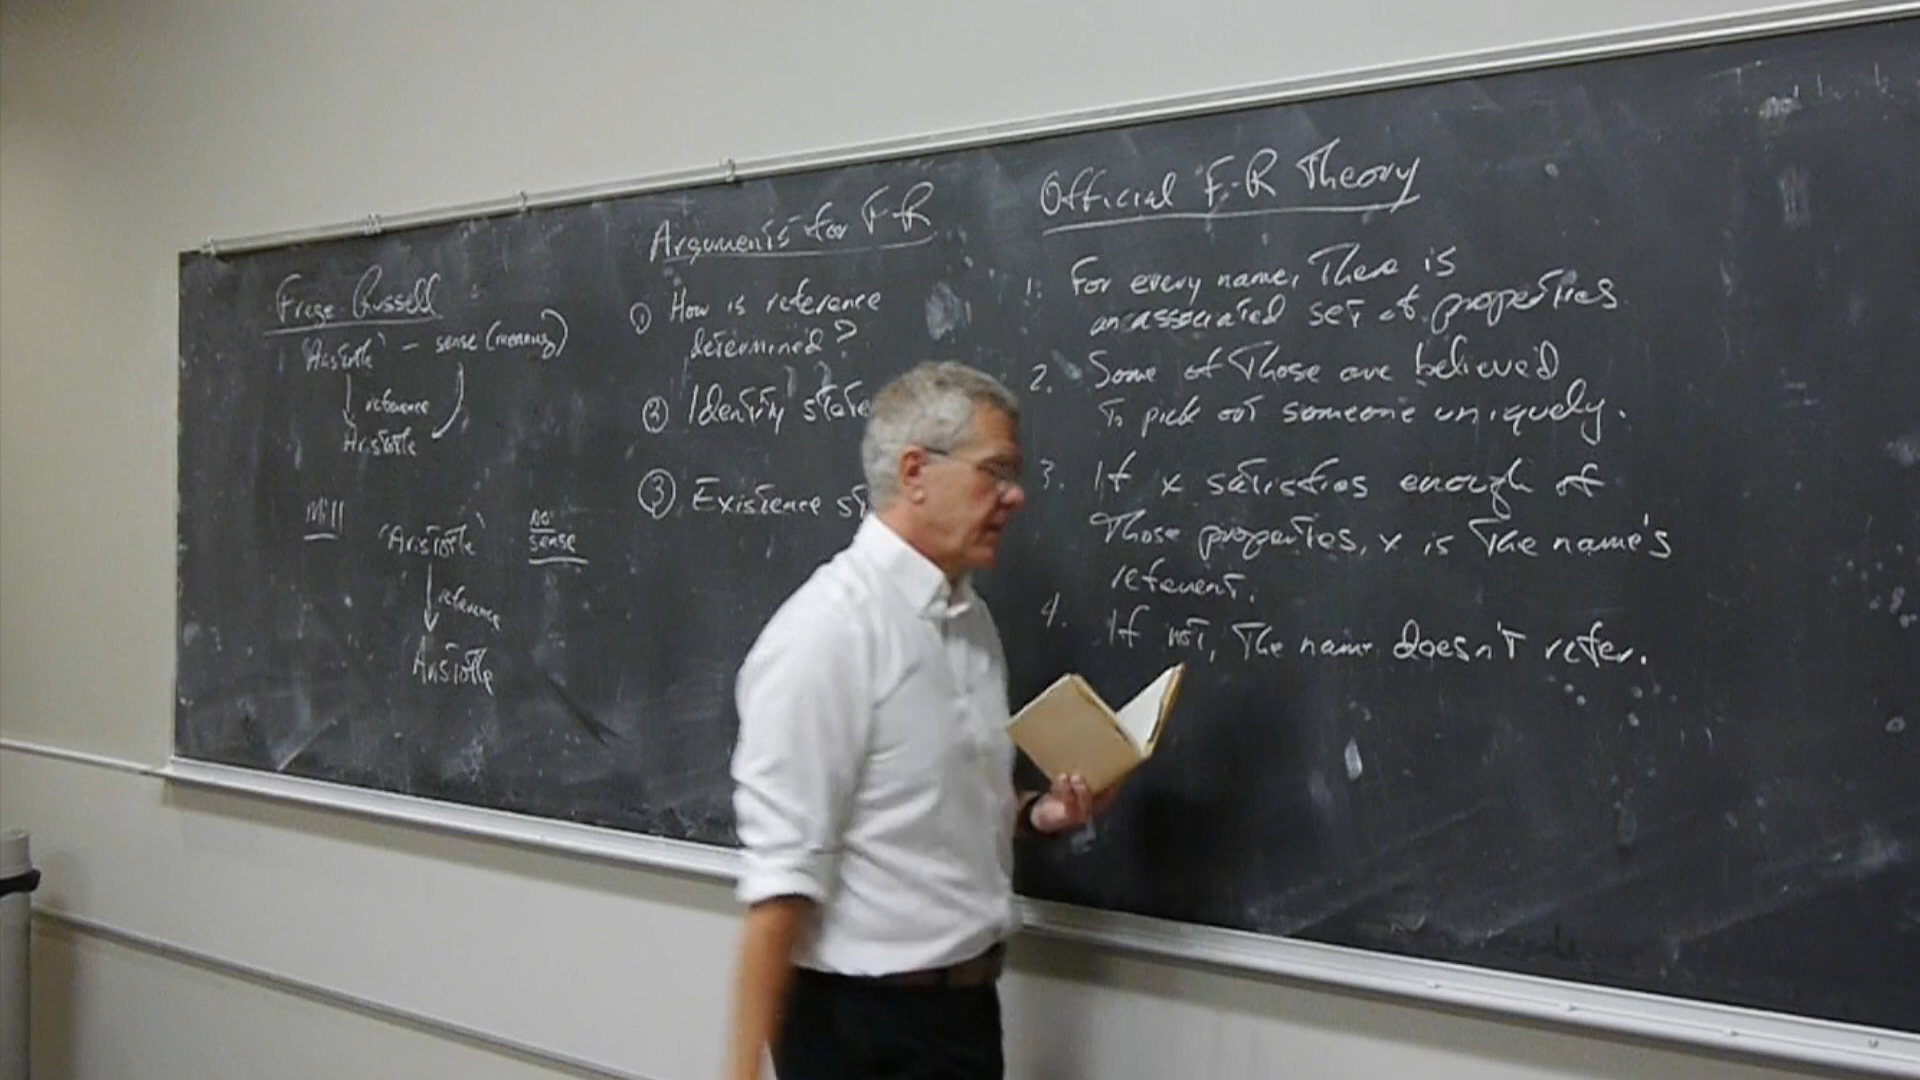 Frege-Russell
'Aristotle' – sense (meaning)
reference
Aristotle
Mill
'Aristotle'
no
sense
reference
Aristotle
Arguments for F-R
① How is reference
determined?
② Identity state
③ Existence st
Official F-R Theory
1. For every name, There is
an associated set of properties
2. Some of Those are believed
To pick out someone uniquely.
3. If x satisfies enough of
Those properties, x is The name's
referent.
4. If not, The name doesn't refer.